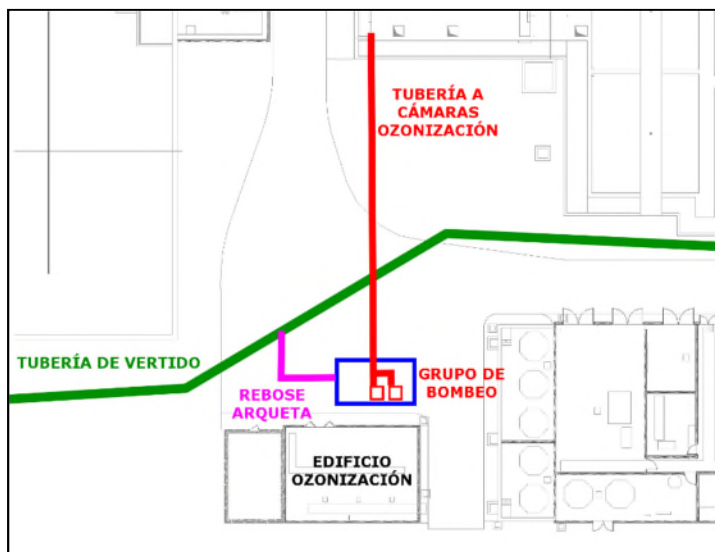 TUBERÍA A
CÁMARAS
OZONIZACIÓN
TUBERÍA DE VERTIDO
REBOSE
ARQUETA
GRUPO DE
BOMBEO
EDIFICIO
OZONIZACIÓN